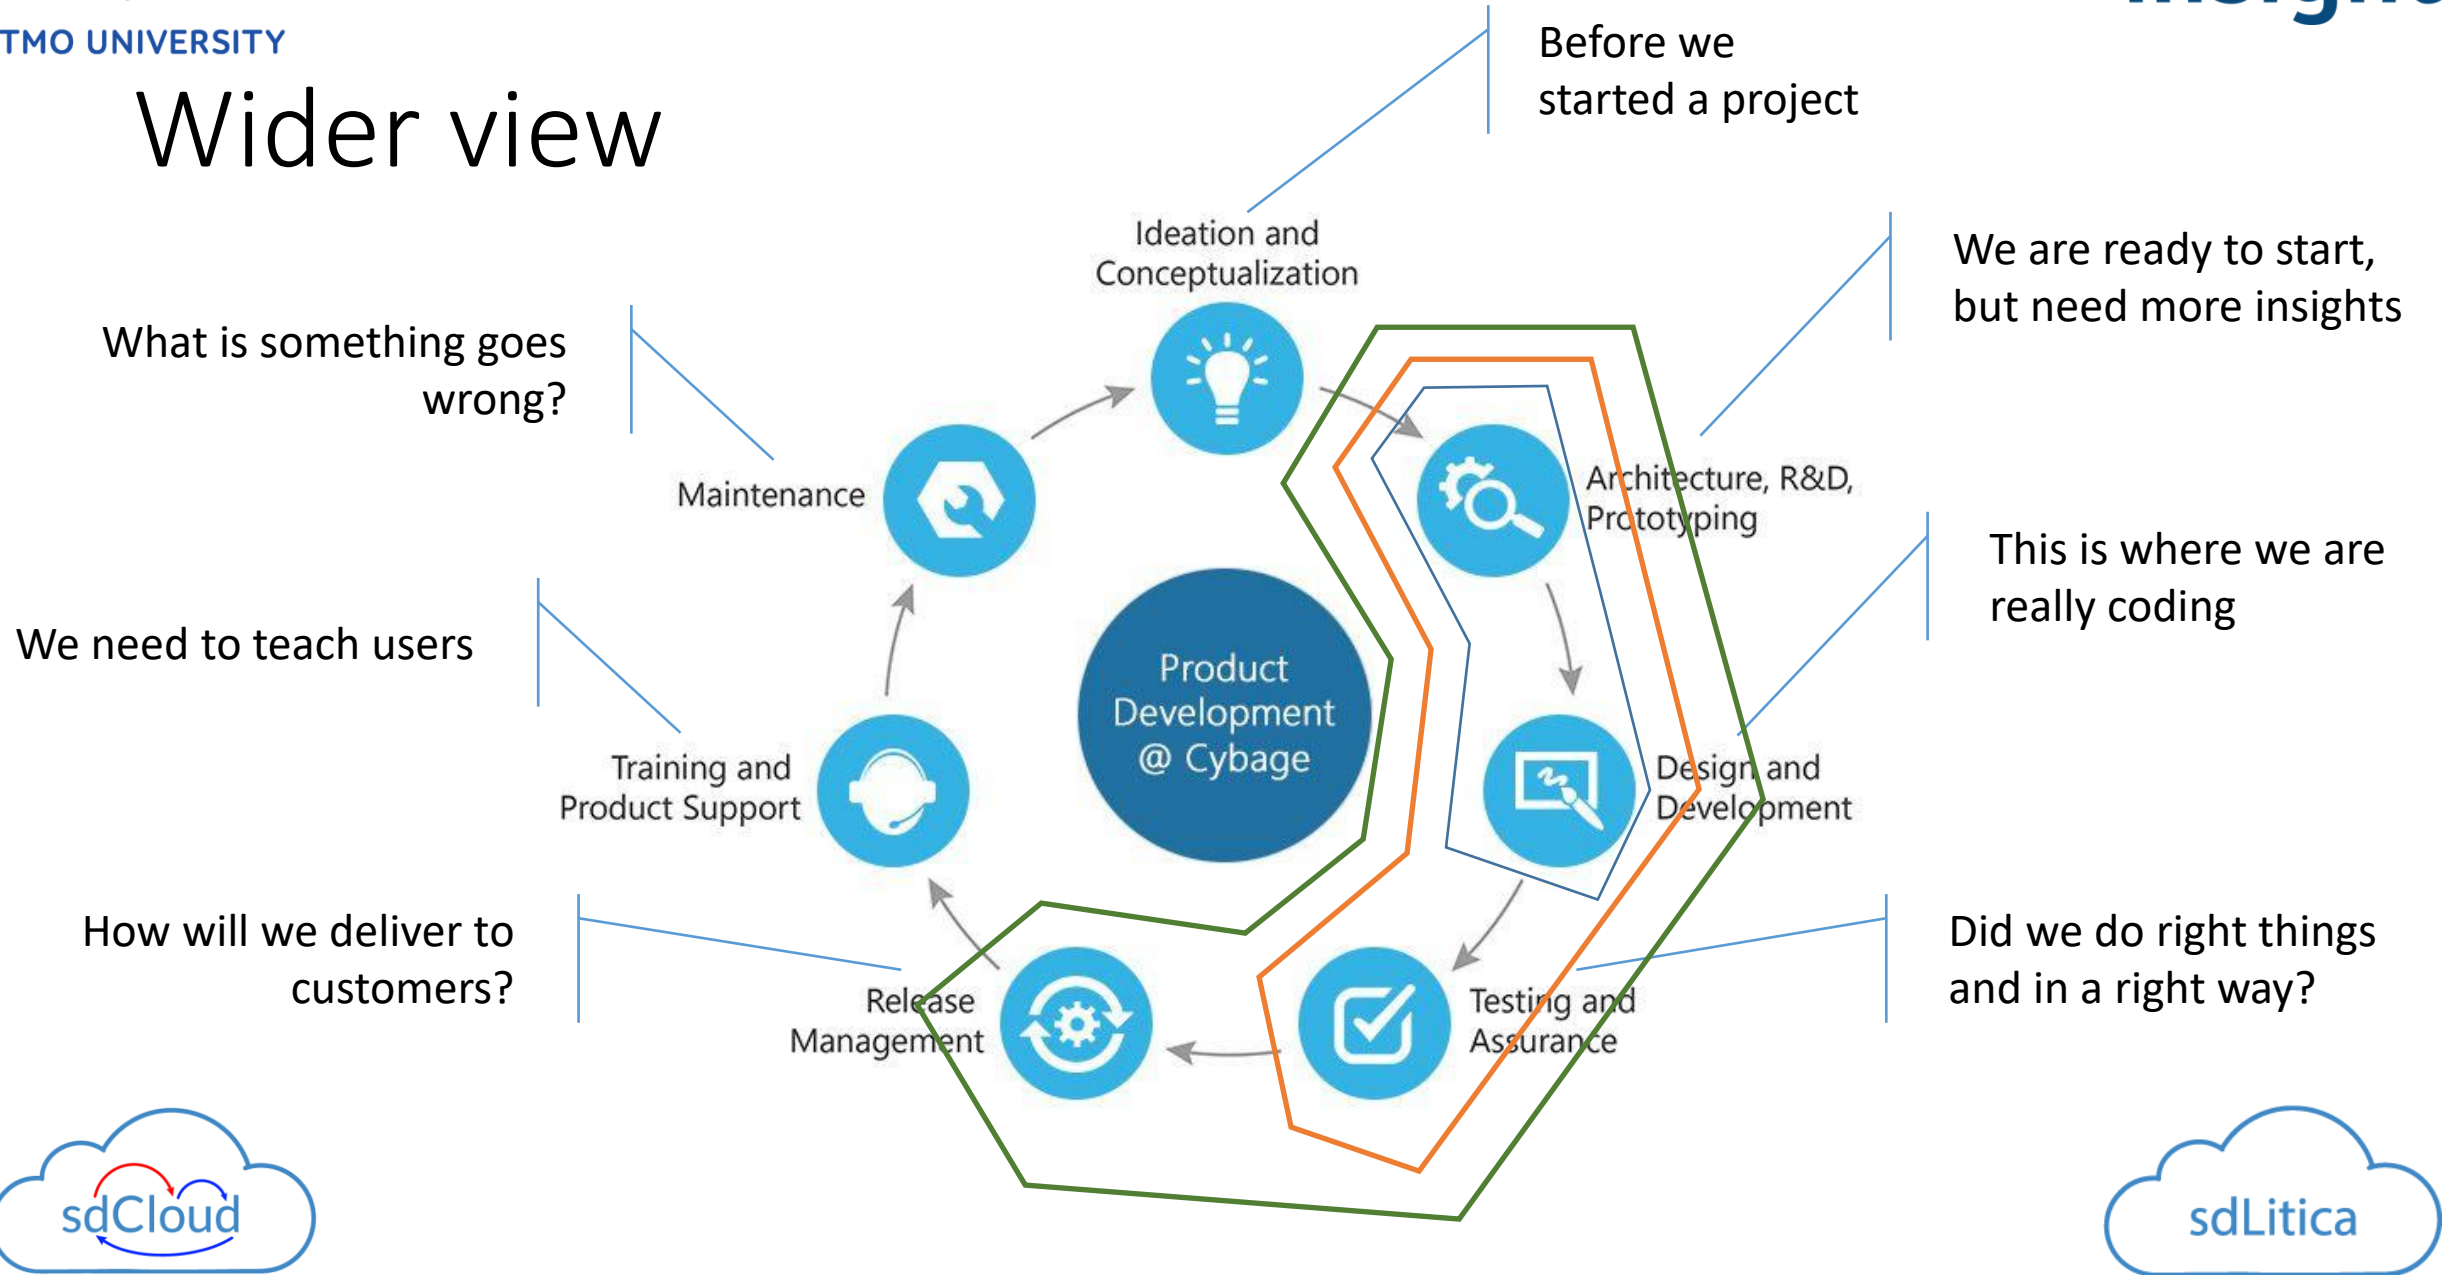 TMO UNIVERSITY
Wider view
Before we
started a project
Ideation and
Conceptualization
We are ready to start,
but need more insights
What is something goes
wrong?
Architecture, R&D,
Prototyping
Maintenance
This is where we are
really coding
We need to teach users
Product
Development
@ Cybage
Training and
Product Support
Design and
Development
How will we deliver to
customers?
Did we do right things
and in a right way?
Release
Management
Testing and
Assurance
sdCloud
sdLitica